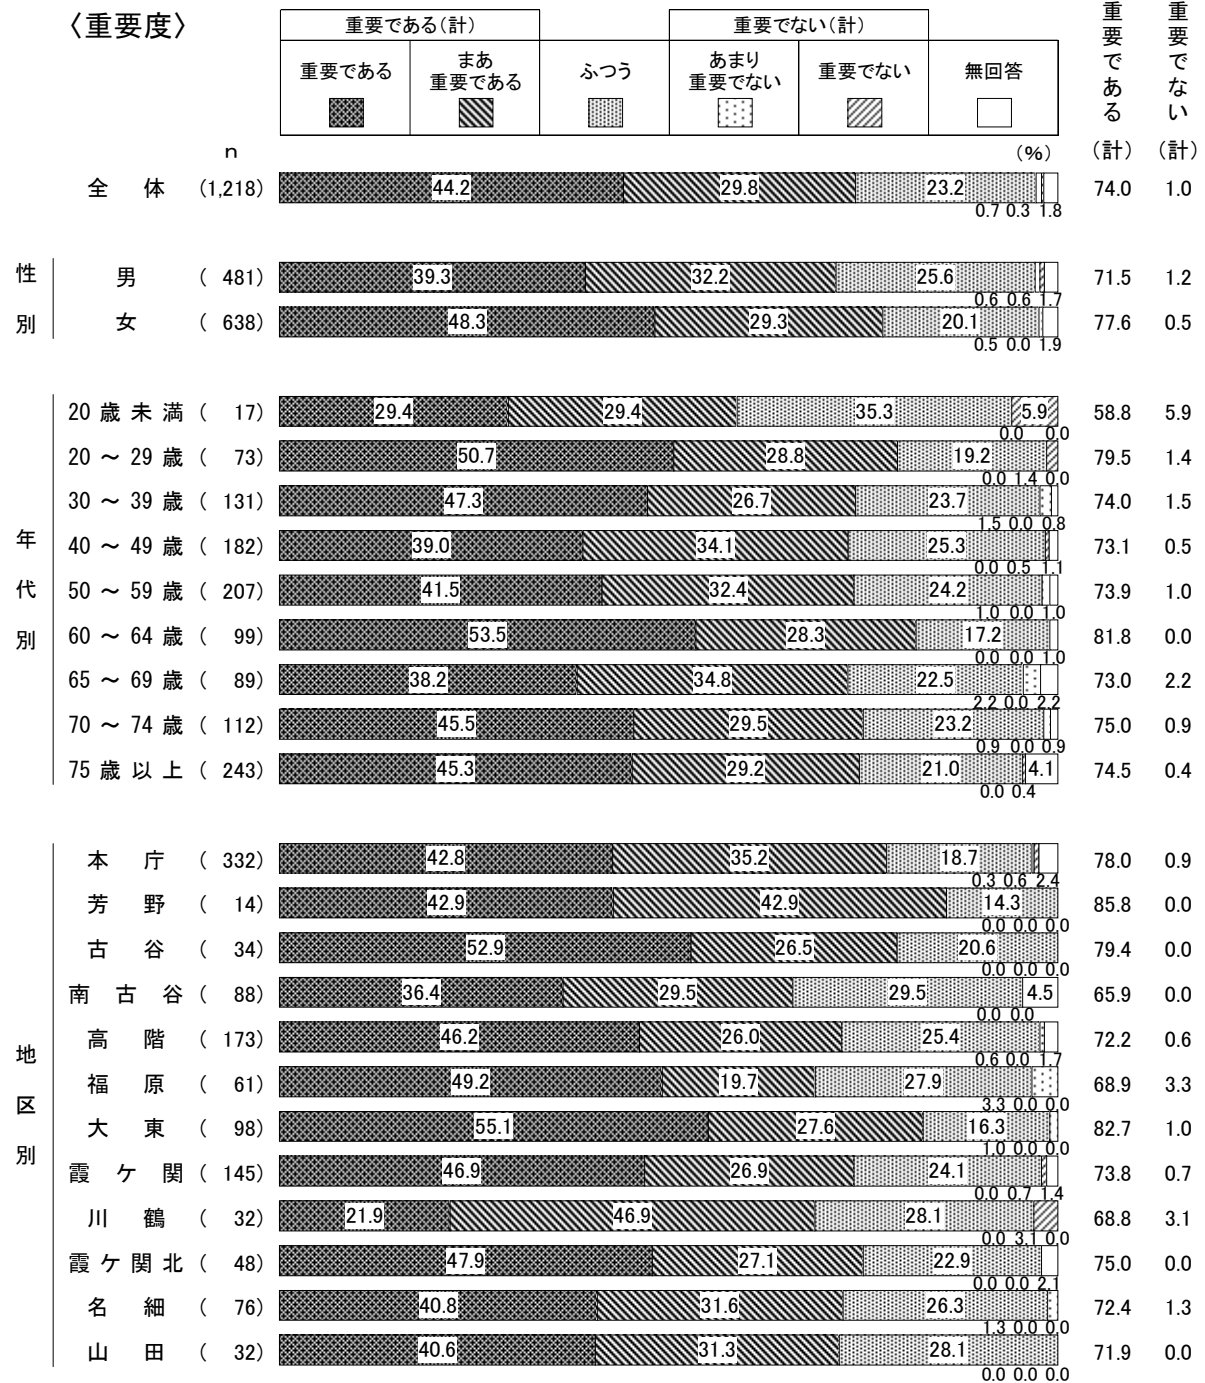 〈重要度〉
重要である(計) 重要でない(計)
重要である まあ重要である ふつう あまり重要でない 重要でない 無回答
重要である(計) 重要でない(計)
n (%)
全体 (1,218) 44.2 29.8 23.2 74.0 1.0
0.7 0.3 1.8
性別
男 (481) 39.3 32.2 25.6 71.5 1.2
0.6 0.6 1.7
女 (638) 48.3 29.3 20.1 77.6 0.5
0.5 0.0 1.9
年代別
20歳未満 (17) 29.4 29.4 35.3 5.9 58.8 5.9
0.0 0.0
20～29歳 (73) 50.7 28.8 19.2 79.5 1.4
0.0 1.4 0.0
30～39歳 (131) 47.3 26.7 23.7 74.0 1.5
1.5 0.0 0.8
40～49歳 (182) 39.0 34.1 25.3 73.1 0.5
0.0 0.5 1.1
50～59歳 (207) 41.5 32.4 24.2 73.9 1.0
1.0 0.0 1.0
60～64歳 (99) 53.5 28.3 17.2 81.8 0.0
0.0 0.0 1.0
65～69歳 (89) 38.2 34.8 22.5 73.0 2.2
2.2 0.0 2.2
70～74歳 (112) 45.5 29.5 23.2 75.0 0.9
0.9 0.0 0.9
75歳以上 (243) 45.3 29.2 21.0 4.1 74.5 0.4
0.0 0.4
地区別
本庁 (332) 42.8 35.2 18.7 78.0 0.9
0.3 0.6 2.4
芳野 (14) 42.9 42.9 14.3 85.8 0.0
0.0 0.0 0.0
古谷 (34) 52.9 26.5 20.6 79.4 0.0
0.0 0.0 0.0
南古谷 (88) 36.4 29.5 29.5 4.5 65.9 0.0
0.0 0.0
高階 (173) 46.2 26.0 25.4 72.2 0.6
0.6 0.0 1.7
福原 (61) 49.2 19.7 27.9 68.9 3.3
3.3 0.0 0.0
大東 (98) 55.1 27.6 16.3 82.7 1.0
1.0 0.0 0.0
霞ケ関 (145) 46.9 26.9 24.1 73.8 0.7
0.0 0.7 1.4
川鶴 (32) 21.9 46.9 28.1 68.8 3.1
0.0 3.1 0.0
霞ケ関北 (48) 47.9 27.1 22.9 75.0 0.0
0.0 0.0 2.1
名細 (76) 40.8 31.6 26.3 72.4 1.3
1.3 0.0 0.0
山田 (32) 40.6 31.3 28.1 71.9 0.0
0.0 0.0 0.0